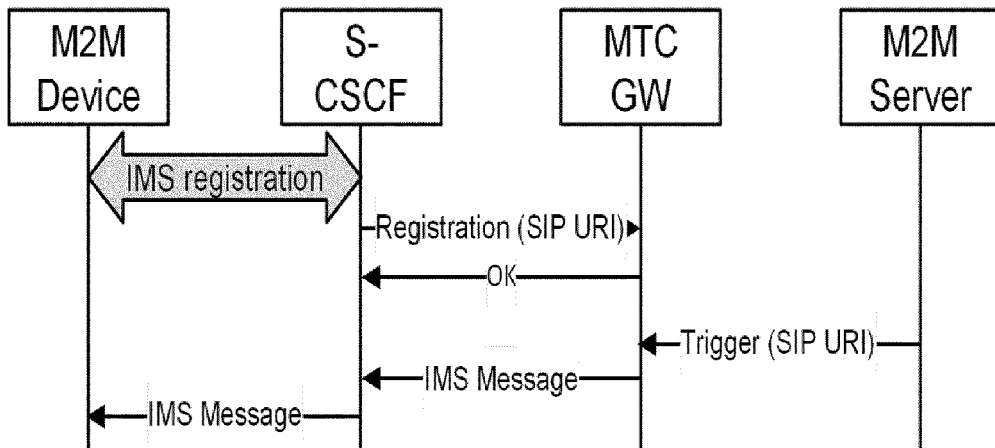 M2M
Device
S-
CSCF
MTC
GW
M2M
Server
IMS registration
Registration (SIP URI)
OK
Trigger (SIP URI)
IMS Message
IMS Message